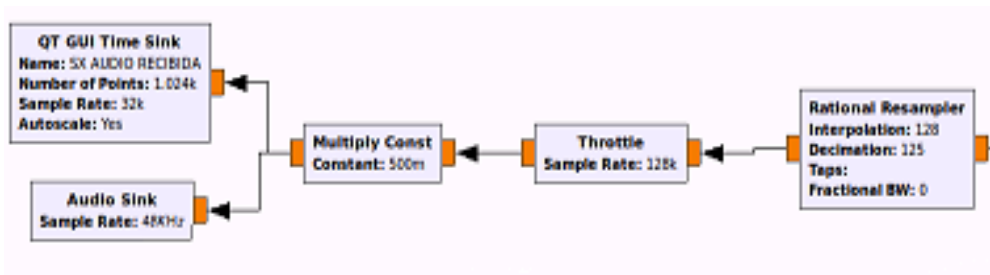 QT GUI Time Sink
Name: SX AUDIO RECIBIDA
Number of Points: 1.024k
Sample Rate: 32k
Autoscale: Yes
Audio Sink
Sample Rate: 48KHz
Multiply Const
Constant: 500m
Throttle
Sample Rate: 128k
Rational Resampler
Interpolation: 128
Decimation: 125
Taps:
Fractional BW: 0